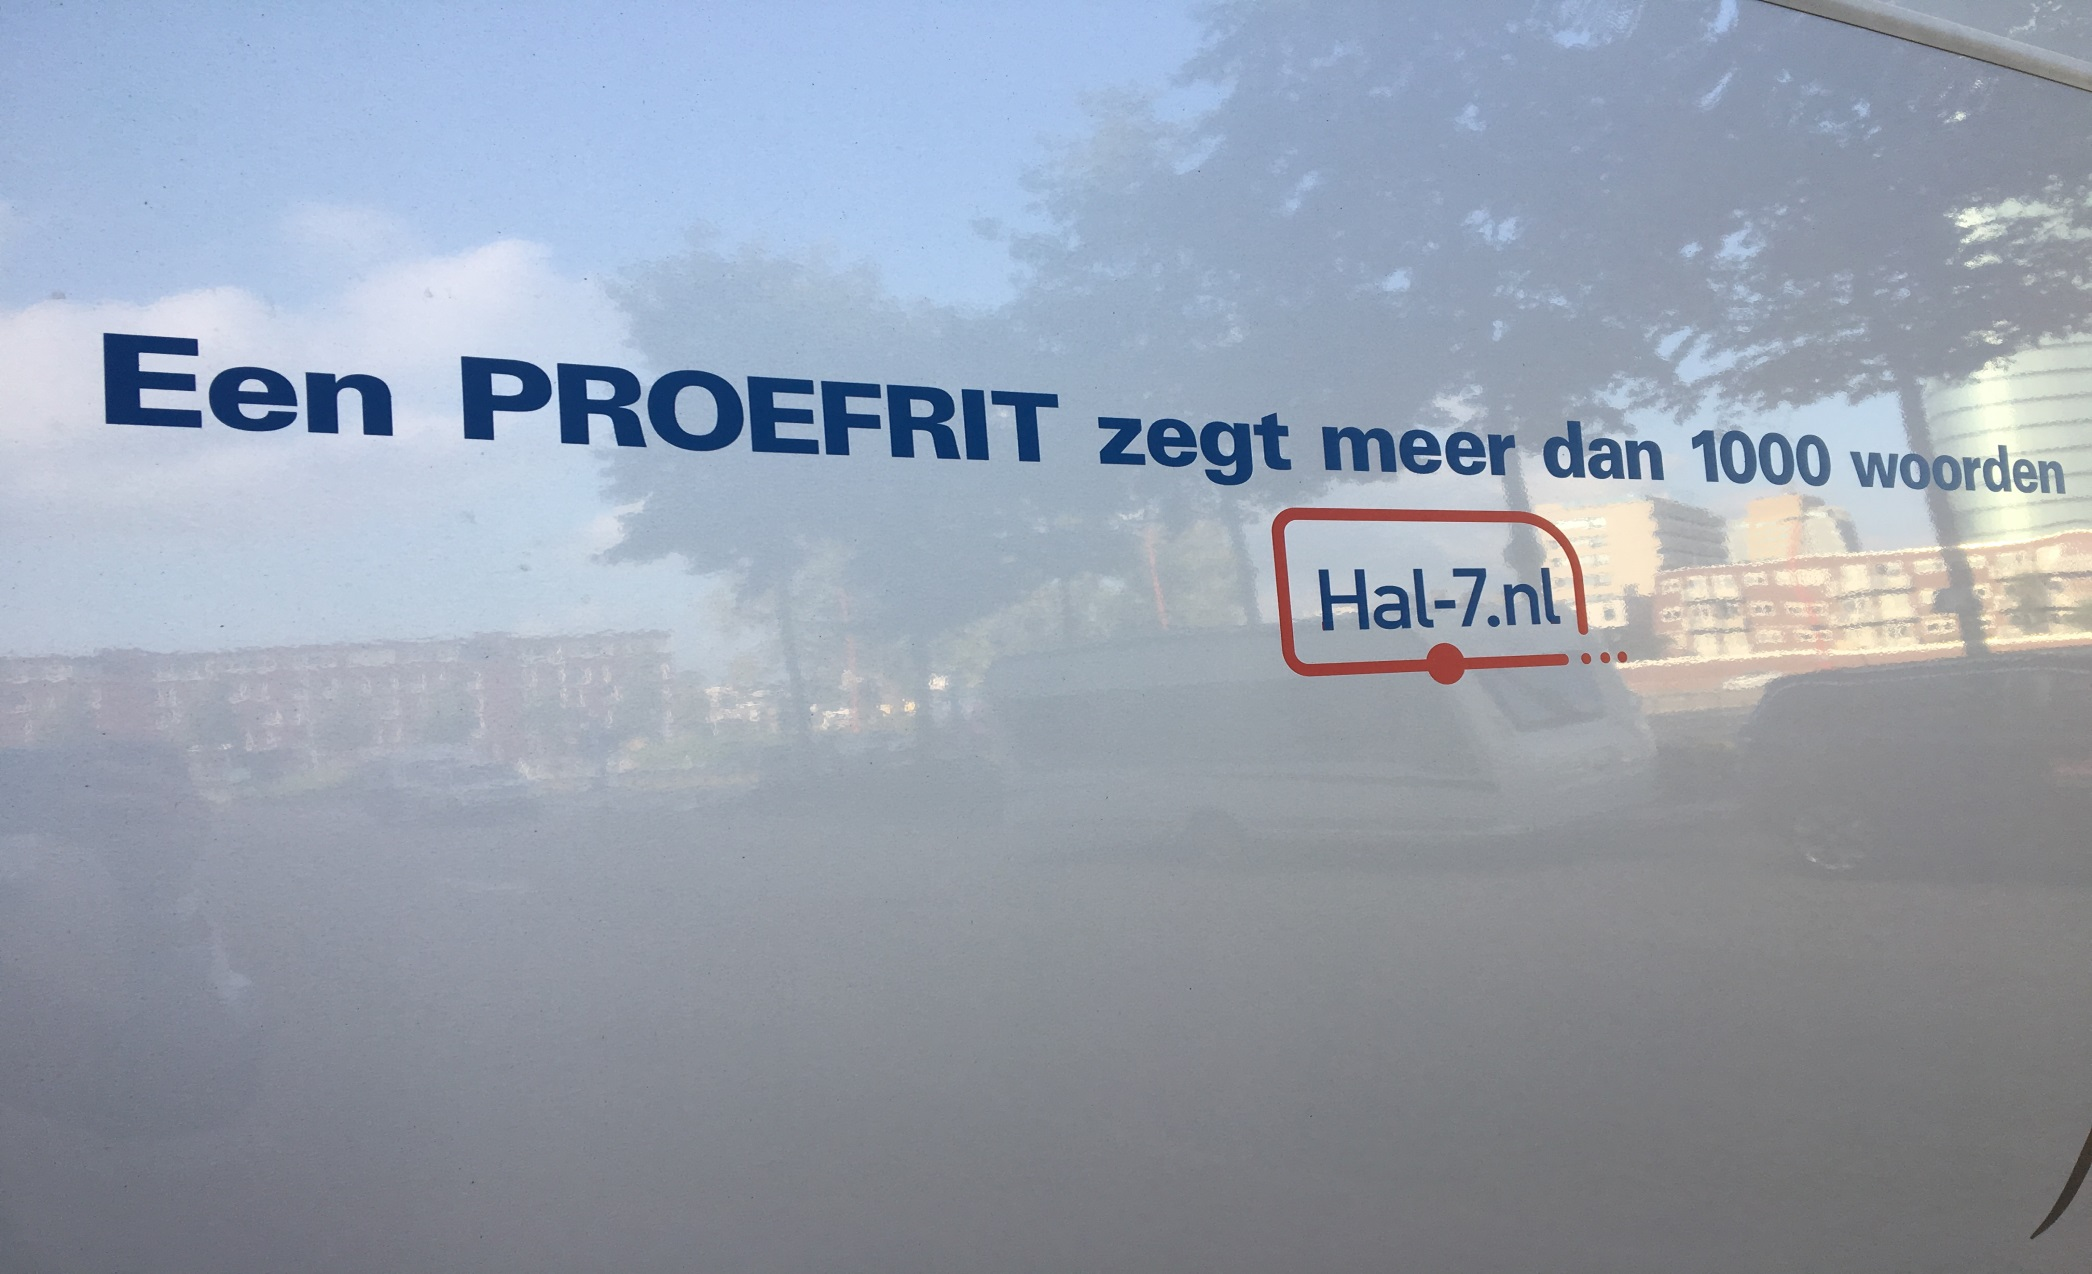 Een PROEFRIT zegt meer dan 1000 woorden
Hal-7.nl